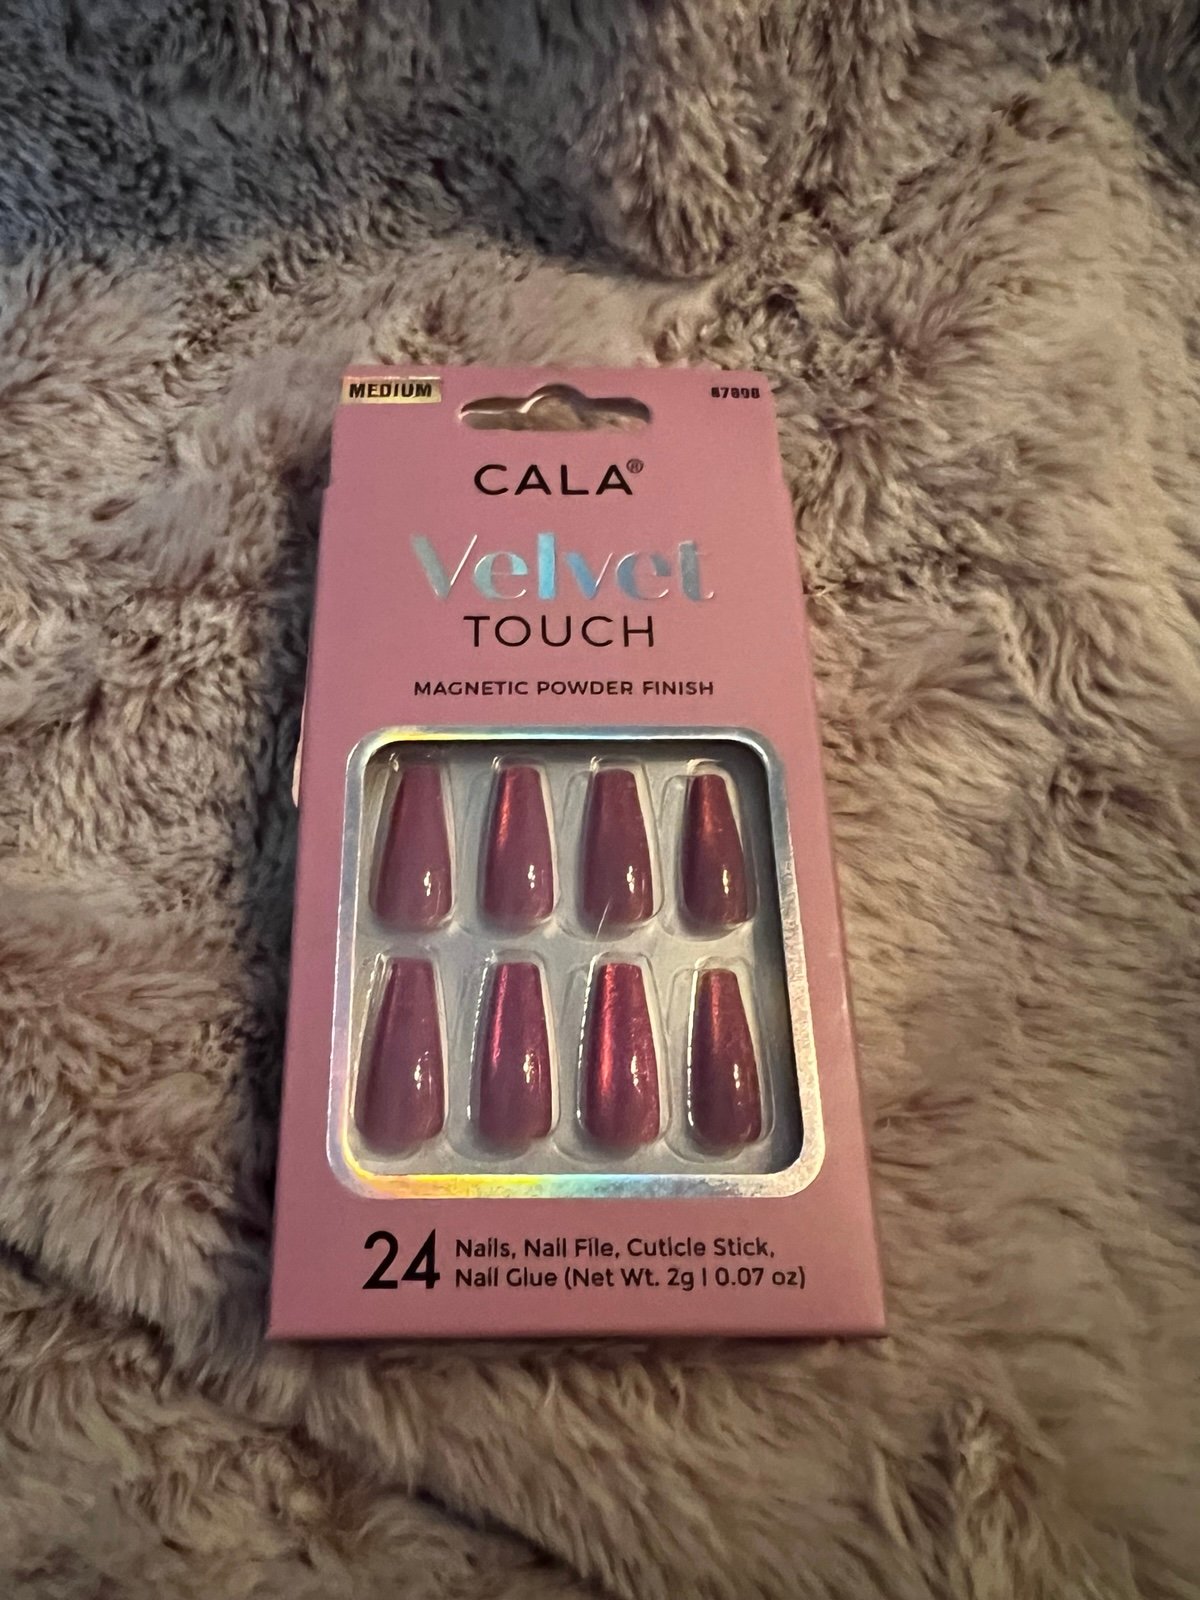 MEDIUM
CALA®
Velvet
TOUCH
MAGNETIC POWDER FINISH
24 Nails, Nail File, Cuticle Stick,
Nail Glue (Net Wt. 2g | 0.07 oz)